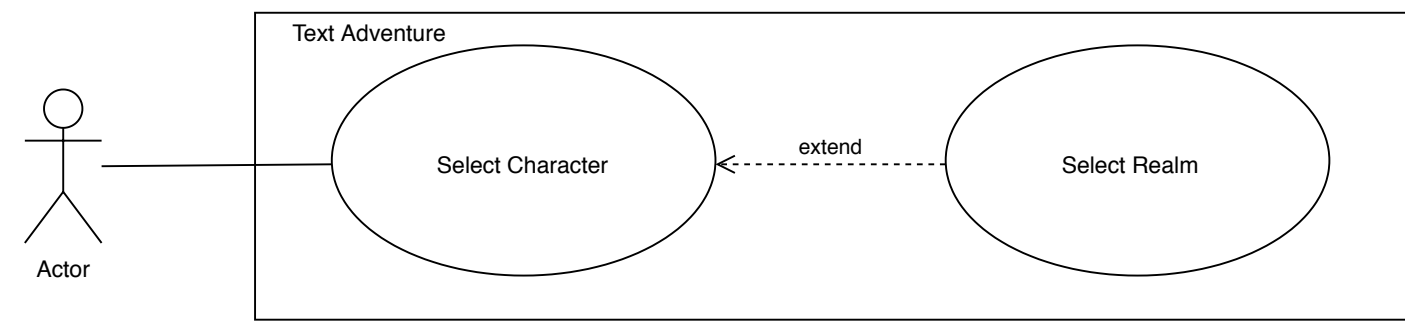 Text Adventure
extend
Select Character
Select Realm
Actor